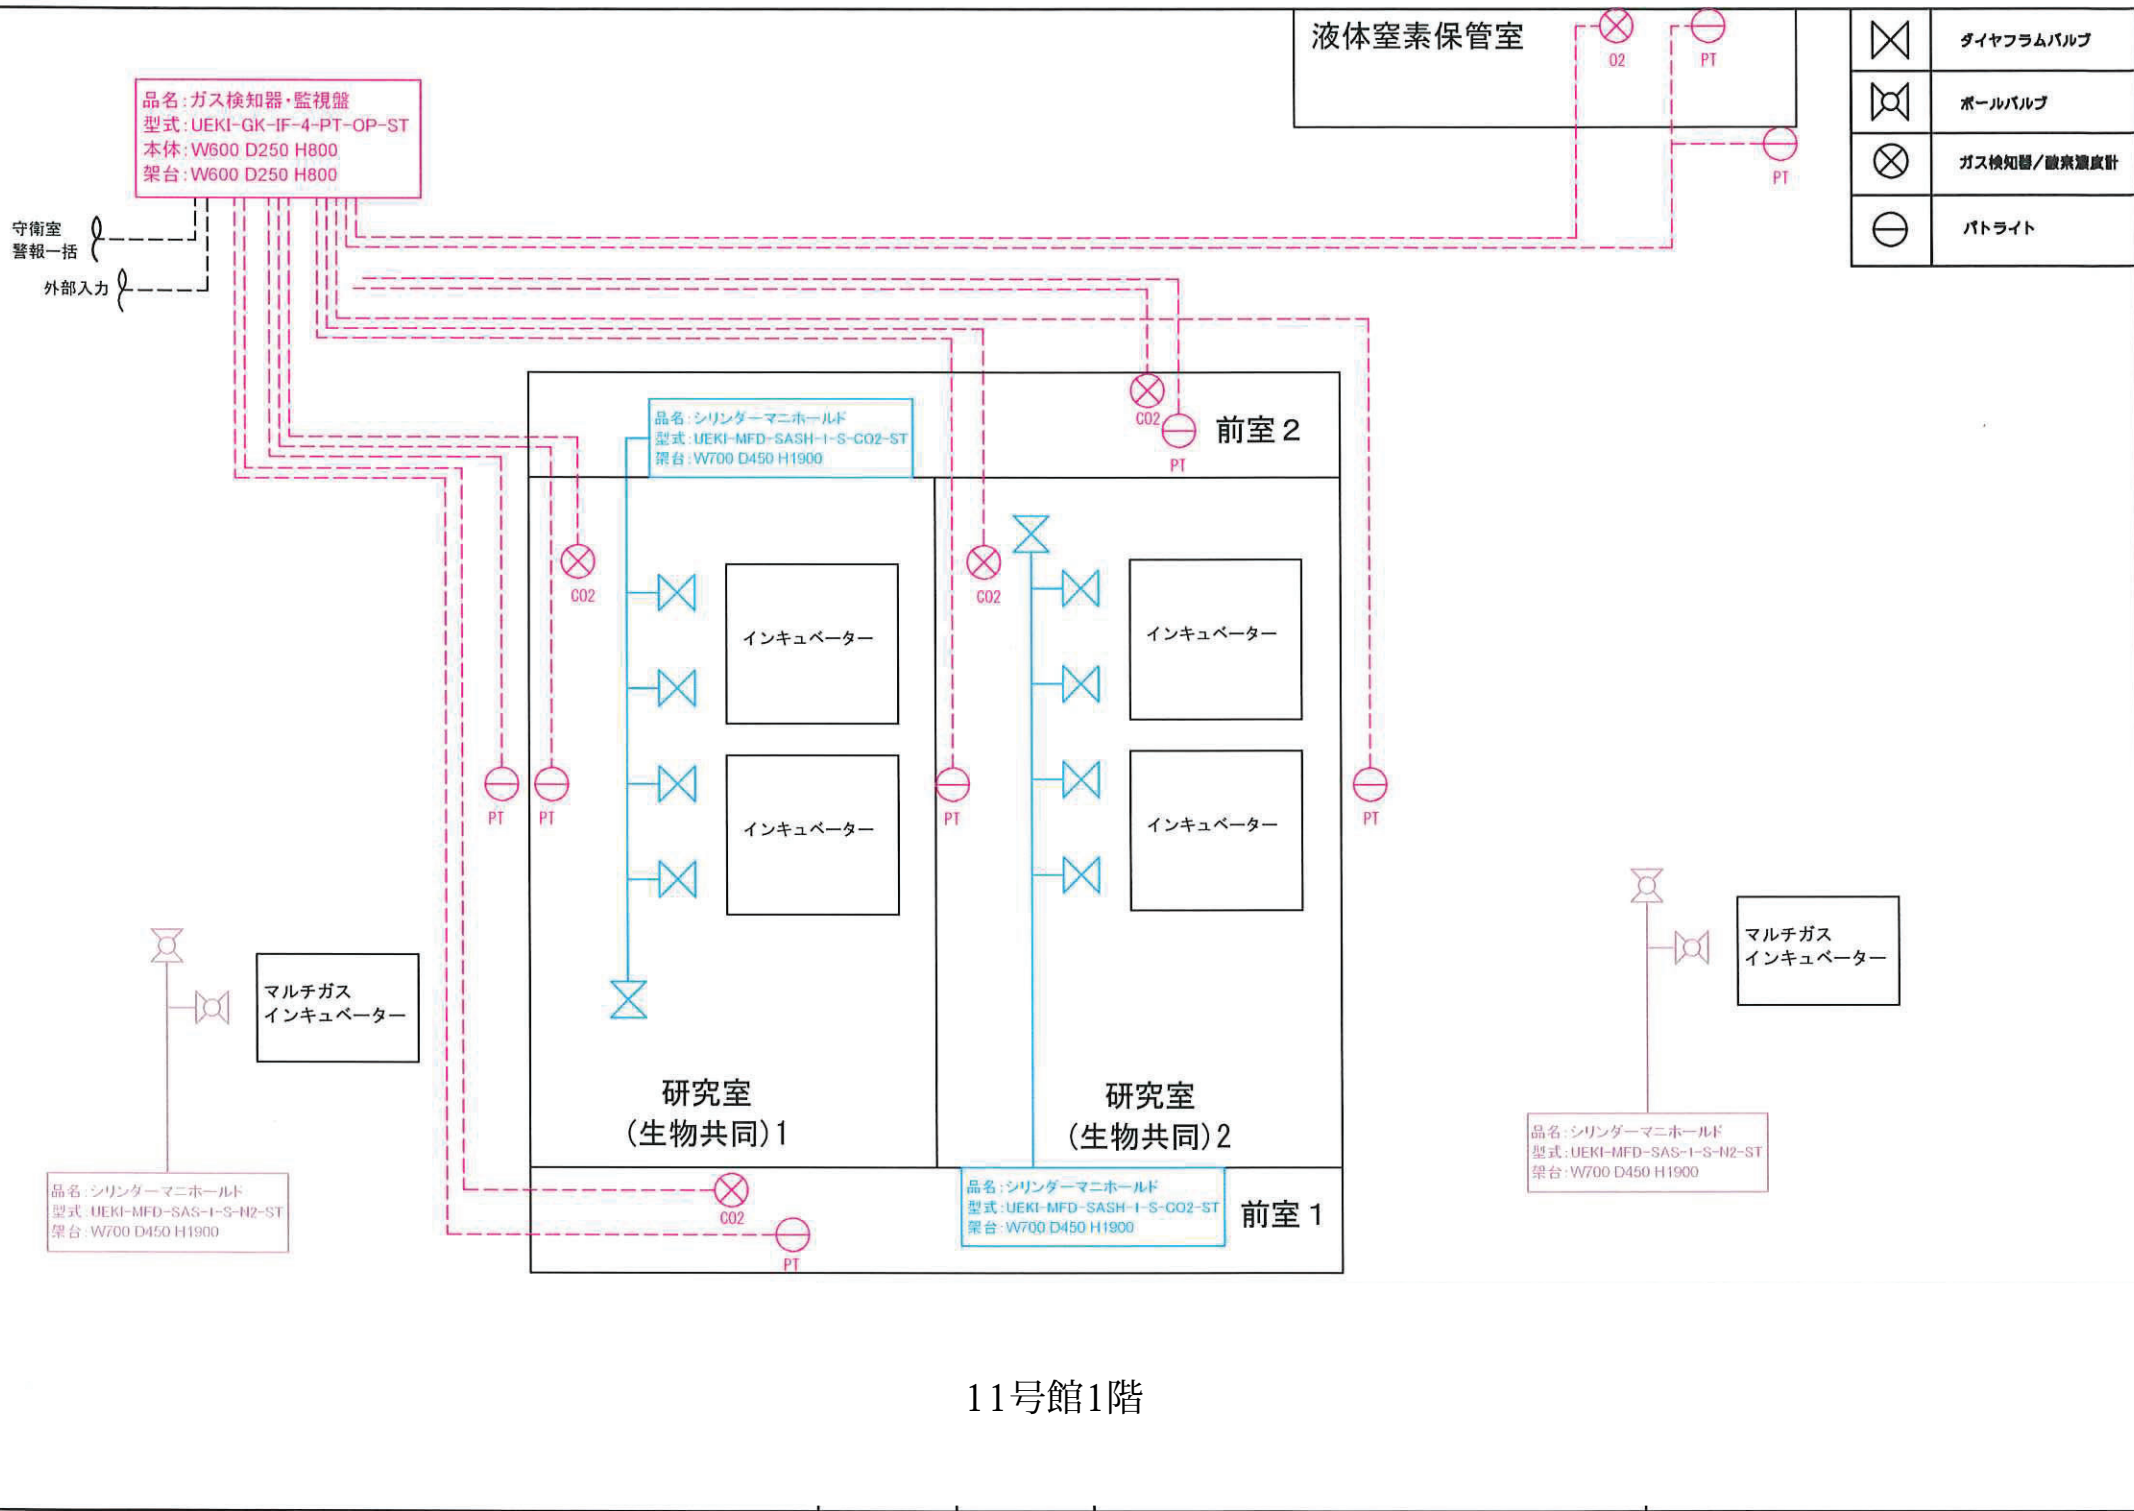 液体窒素保管室
O2
PT
PT
ダイヤフラムバルブ
ボールバルブ
ガス検知器/酸素濃度計
パトライト
品名:ガス検知器・監視盤
型式:UEKI-GK-IF-4-PT-OP-ST
本体:W600 D250 H800
架台:W600 D250 H800
守衛室
警報一括
外部入力
品名:シリンダーマニホールド
型式:UEKI-MFD-SASH-1-S-CO2-ST
架台:W700 D450 H1900
CO2
PT
前室2
CO2
CO2
インキュベーター
インキュベーター
インキュベーター
インキュベーター
PT
PT
PT
PT
マルチガス
インキュベーター
マルチガス
インキュベーター
研究室
(生物共同)1
研究室
(生物共同)2
品名:シリンダーマニホールド
型式:UEKI-MFD-SAS-1-S-N2-ST
架台:W700 D450 H1900
CO2
PT
品名:シリンダーマニホールド
型式:UEKI-MFD-SASH-1-S-CO2-ST
架台:W700 D450 H1900
前室1
品名:シリンダーマニホールド
型式:UEKI-MFD-SAS-1-S-N2-ST
架台:W700 D450 H1900
11号館1階